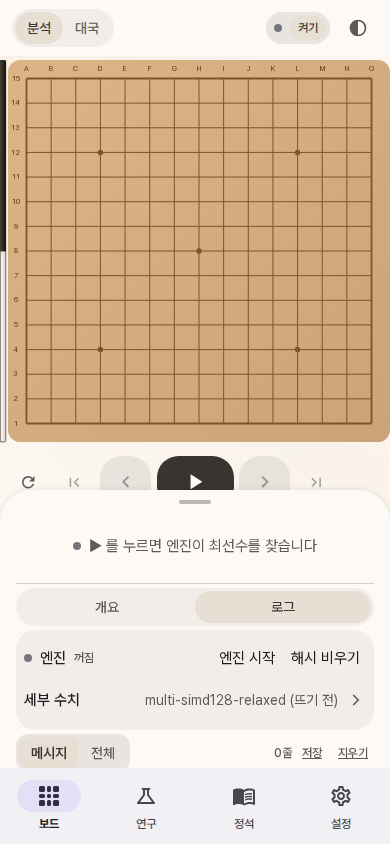 분석 대국 켜기
A B C D E F G H I J K L M N O
15
14
13
12
11
10
9
8
7
6
5
4
3
2
1
▶ 를 누르면 엔진이 최선수를 찾습니다
개요 로그
엔진 꺼짐 엔진 시작 해시 비우기
세부 수치 multi-simd128-relaxed (뜨기 전)
메시지 전체 0줄 저장 지우기
보드 연구 정석 설정